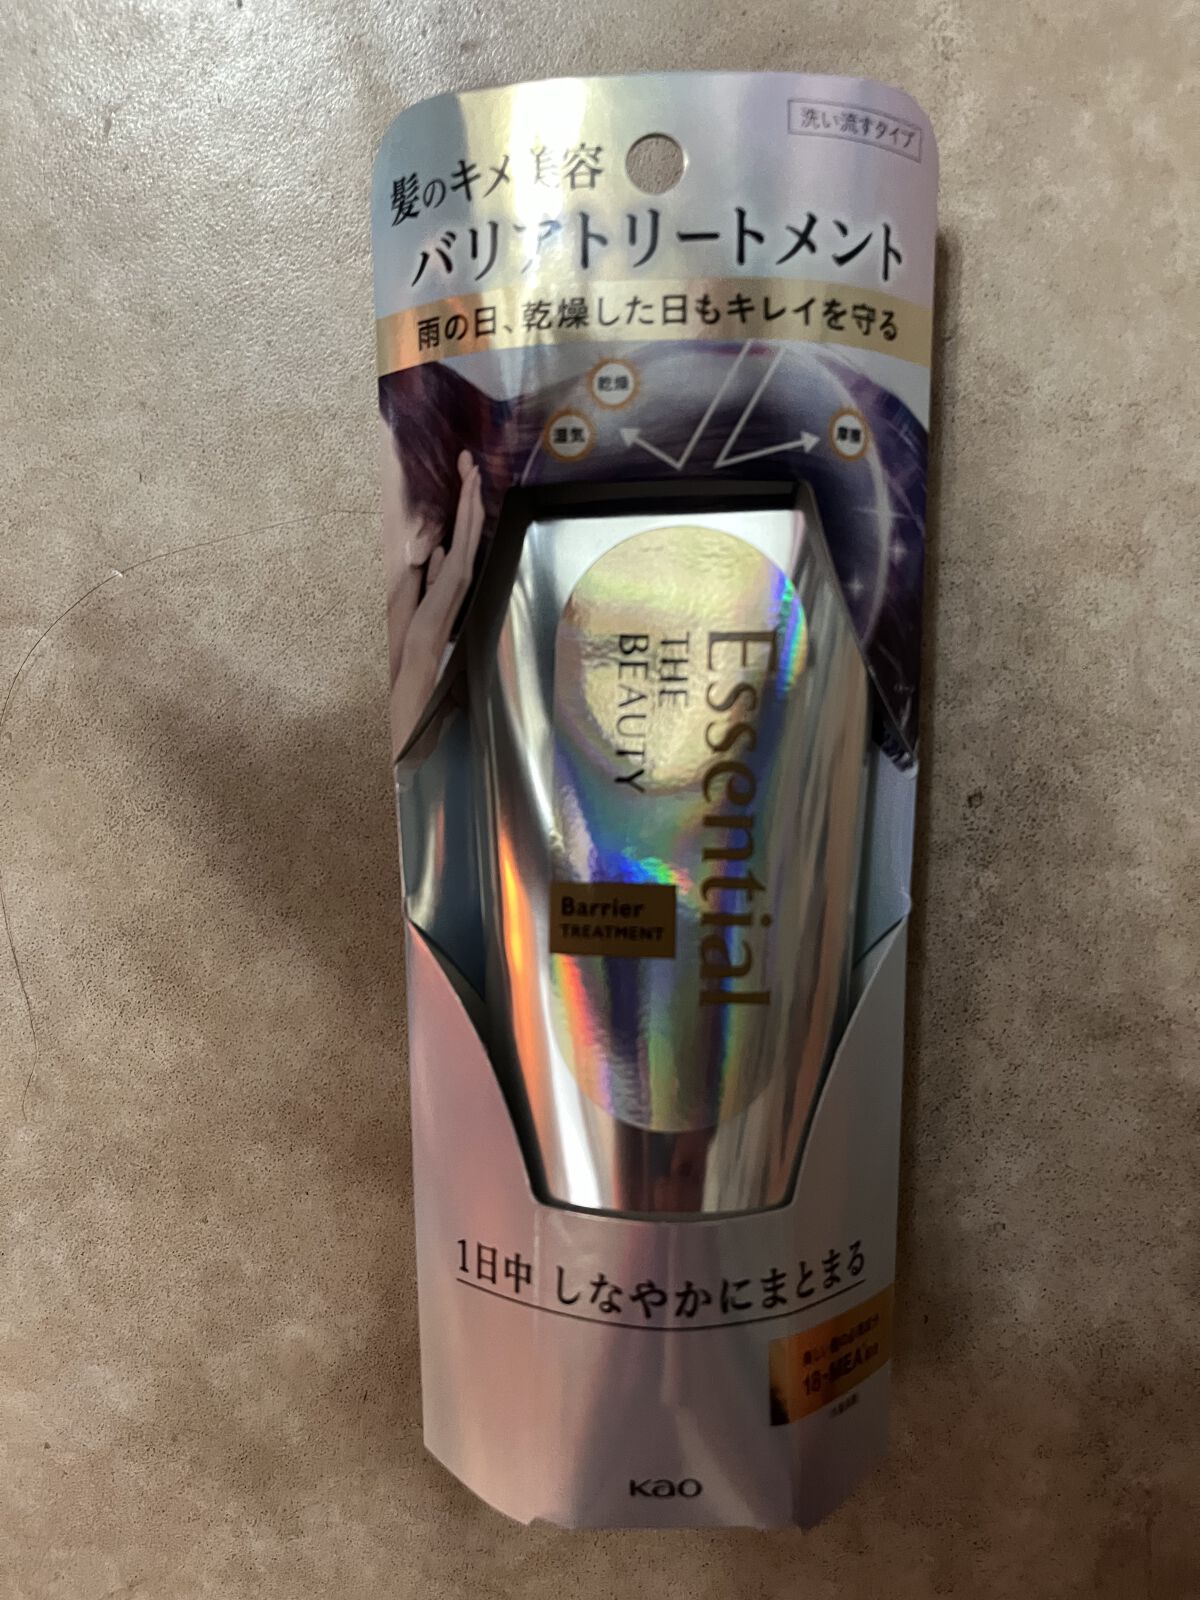 洗い流すタイプ
髪のキメ美容
バリアトリートメント
雨の日、乾燥した日もキレイを守る
乾燥
湿気
摩擦
Essential
THE
BEAUTY
Barrier
TREATMENT
1日中 しなやかにまとまる
18-MEA
Kao